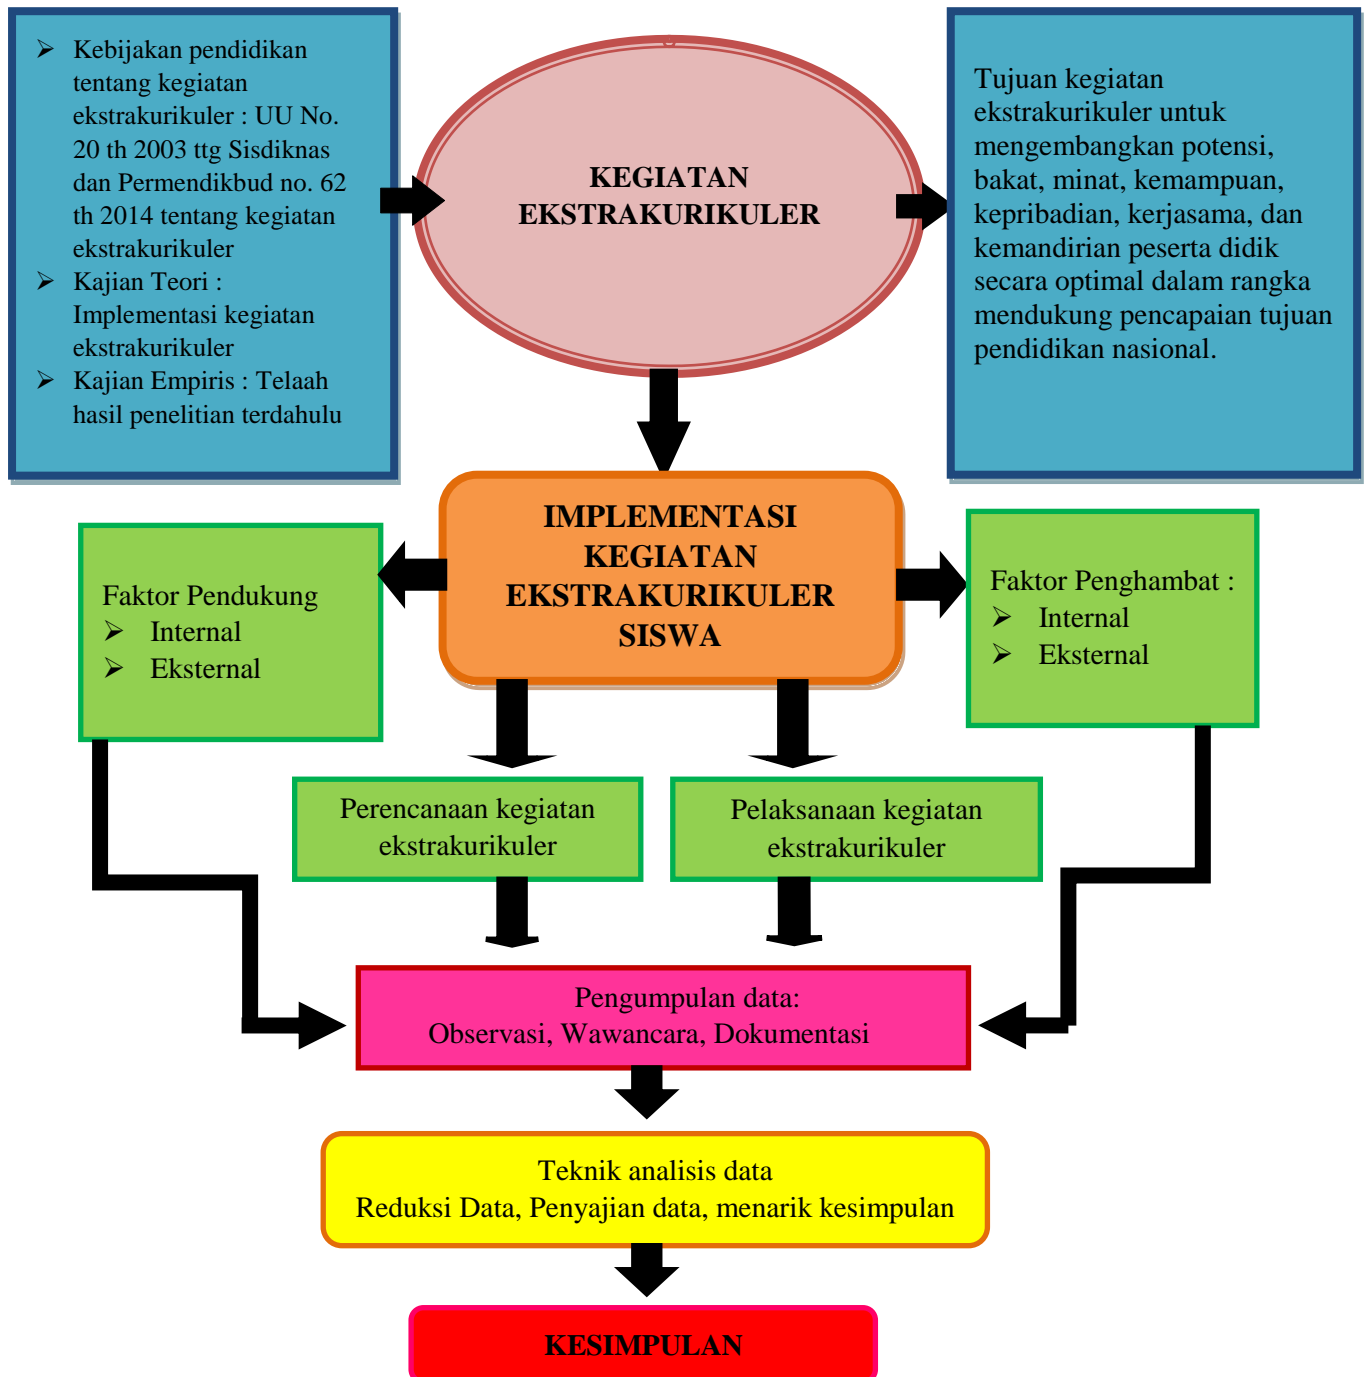 ➢ Kebijakan pendidikan
tentang kegiatan
ekstrakurikuler : UU No.
20 th 2003 ttg Sisdiknas
dan Permendikbud no. 62
th 2014 tentang kegiatan
ekstrakurikuler
➢ Kajian Teori :
Implementasi kegiatan
ekstrakurikuler
➢ Kajian Empiris : Telaah
hasil penelitian terdahulu
KEGIATAN
EKSTRAKURIKULER
Tujuan kegiatan
ekstrakurikuler untuk
mengembangkan potensi,
bakat, minat, kemampuan,
kepribadian, kerjasama, dan
kemandirian peserta didik
secara optimal dalam rangka
mendukung pencapaian tujuan
pendidikan nasional.
IMPLEMENTASI
KEGIATAN
EKSTRAKURIKULER
SISWA
Faktor Pendukung
➢ Internal
➢ Eksternal
Faktor Penghambat :
➢ Internal
➢ Eksternal
Perencanaan kegiatan
ekstrakurikuler
Pelaksanaan kegiatan
ekstrakurikuler
Pengumpulan data:
Observasi, Wawancara, Dokumentasi
Teknik analisis data
Reduksi Data, Penyajian data, menarik kesimpulan
KESIMPULAN